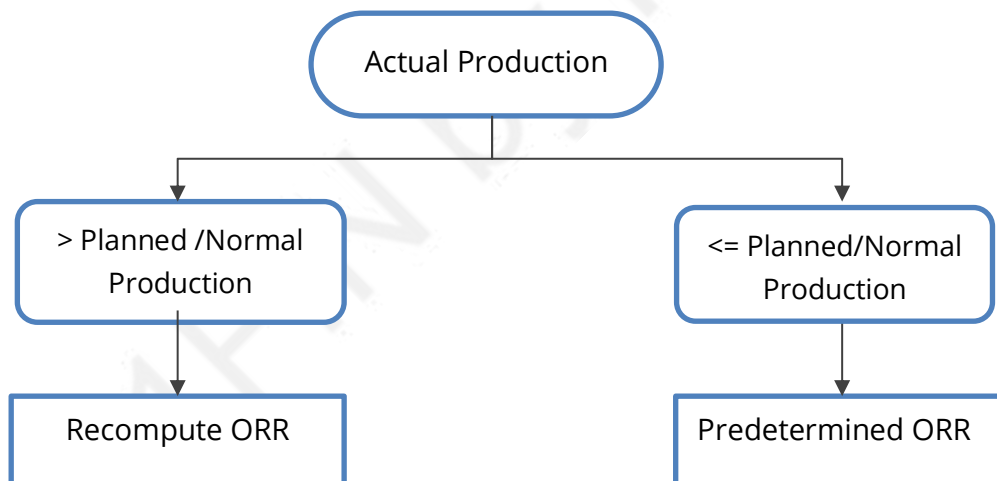 Actual Production
> Planned /Normal
Production
<= Planned/Normal
Production
Recompute ORR
Predetermined ORR